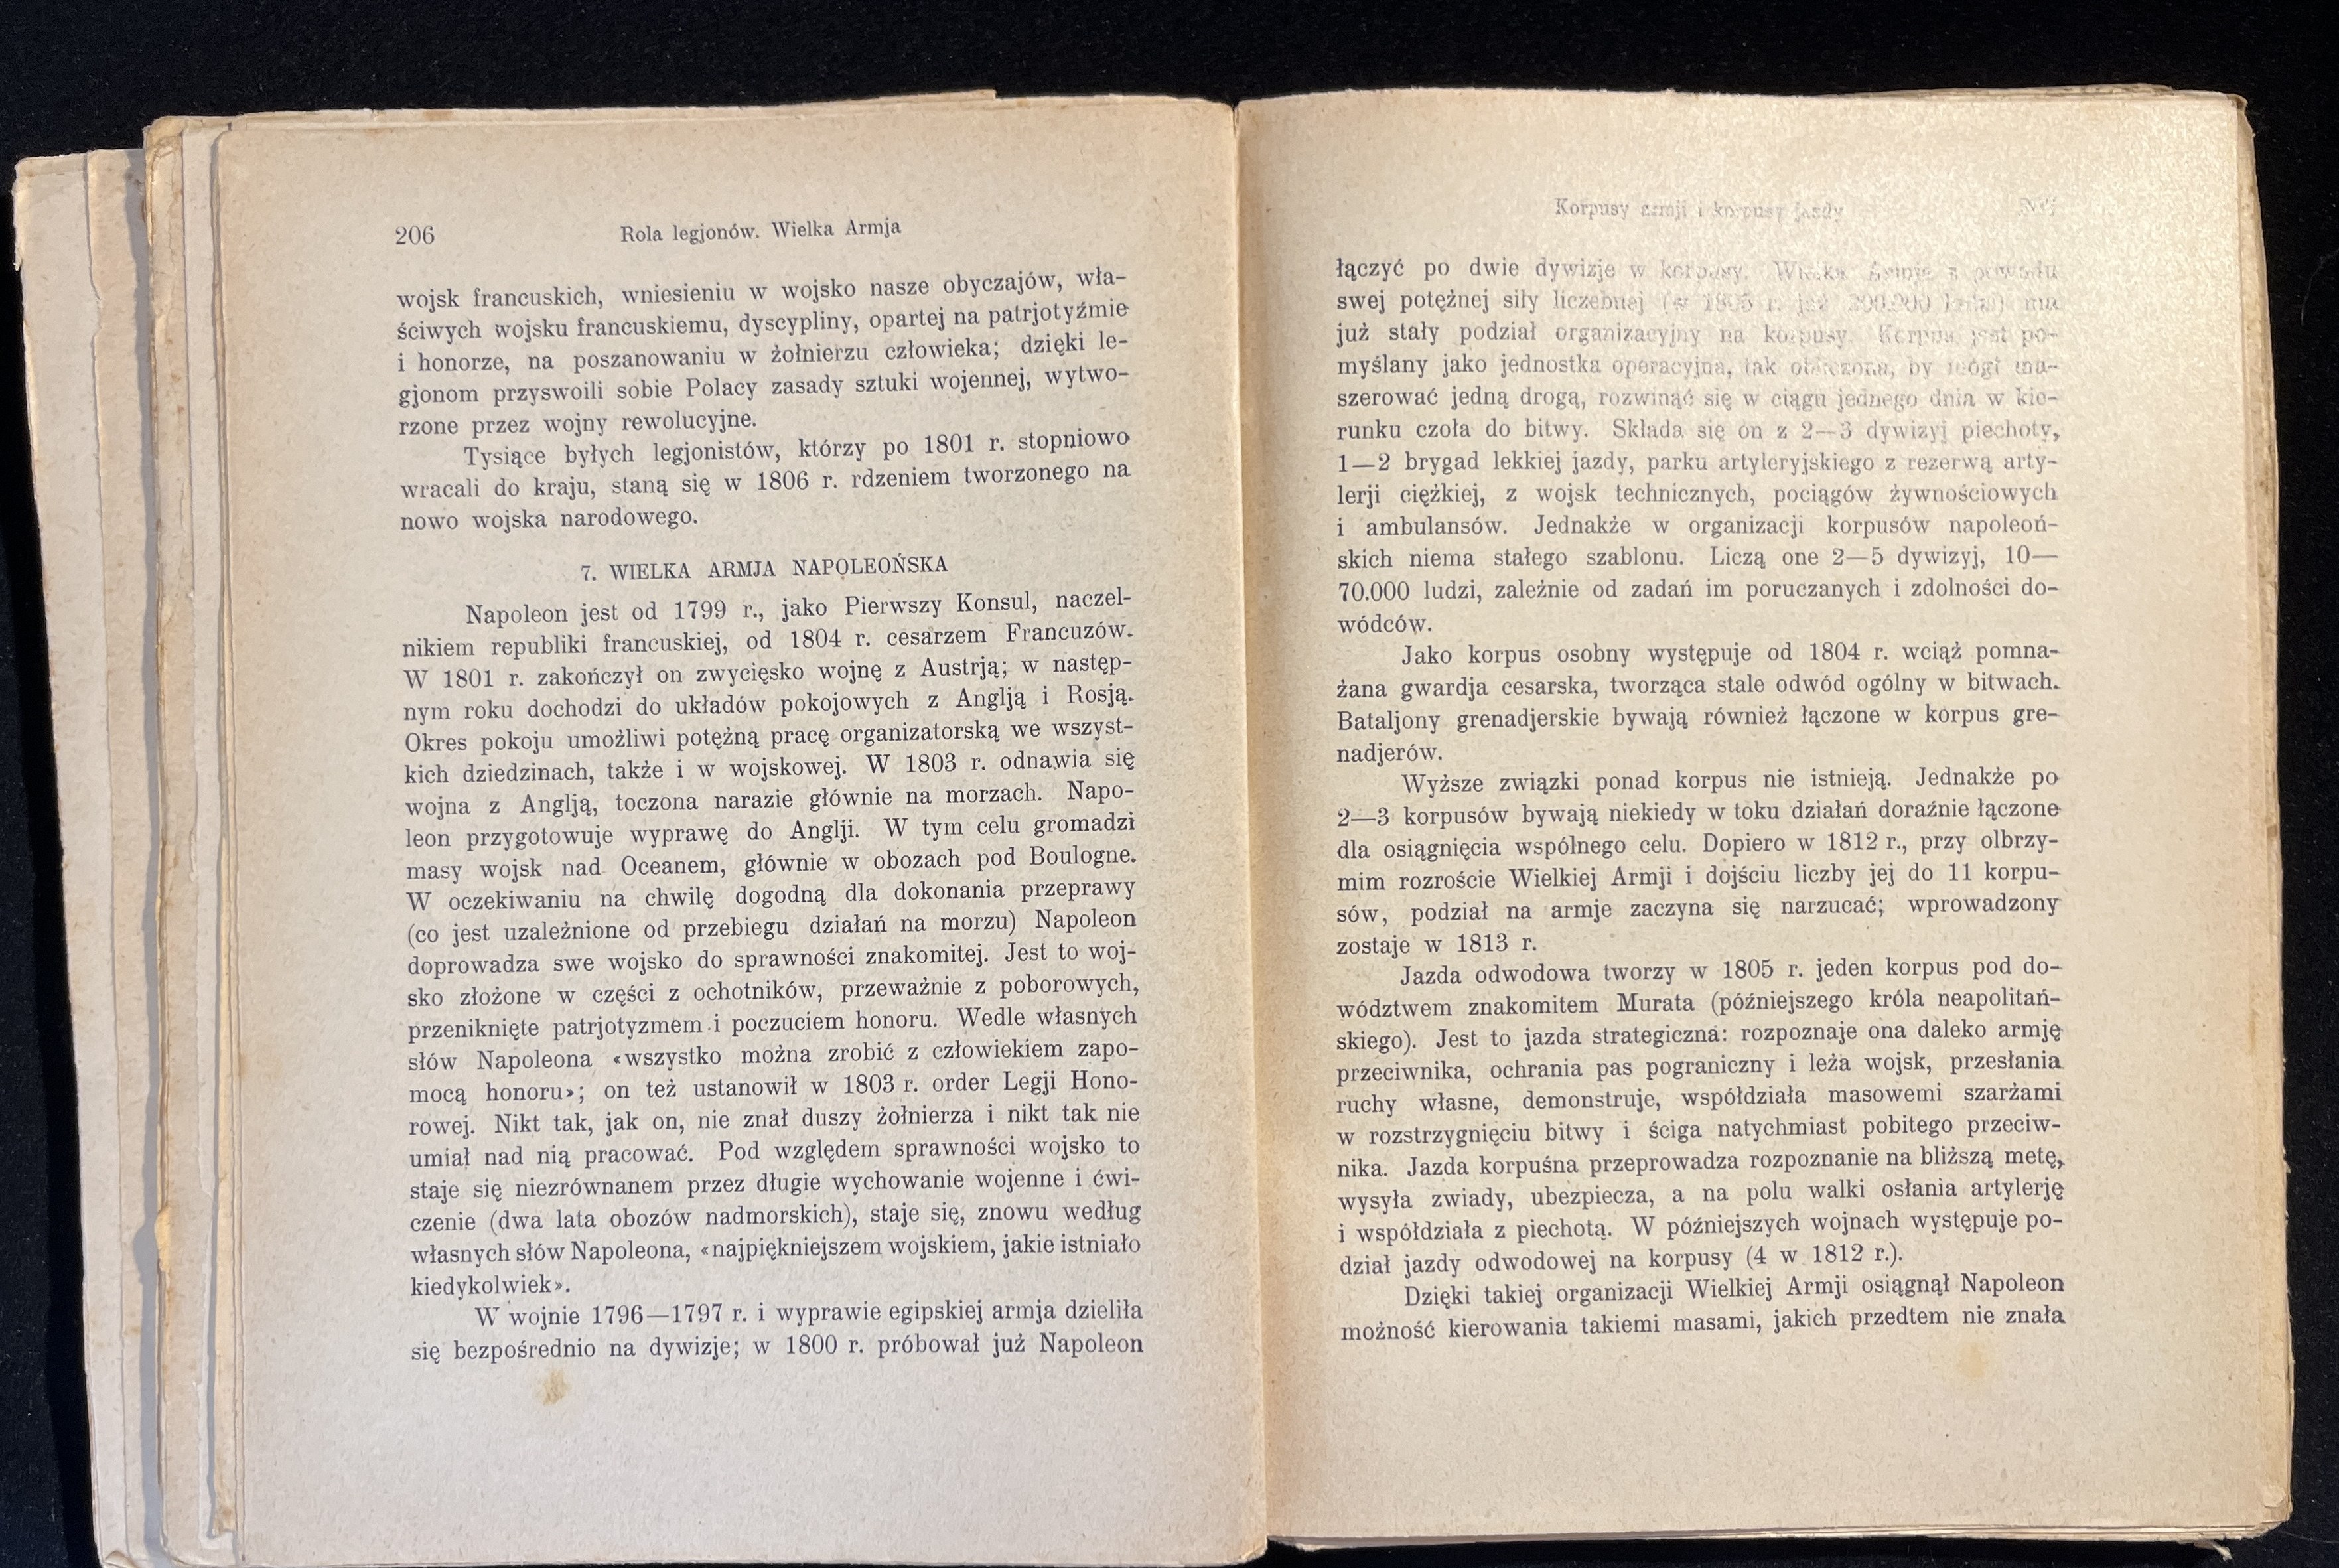 206
Rola legjonów. Wielka Armja
wojsk francuskich, wniesieniu w wojsko nasze obyczajów, wła-
ściwych wojsku francuskiemu, dyscypliny, opartej na patrjotyźmie
i honorze, na poszanowaniu w żołnierzu człowieka; dzięki le-
gjonom przyswoili sobie Polacy zasady sztuki wojennej, wytwo-
rzone przez wojny rewolucyjne.
Tysiące byłych legjonistów, którzy po 1801 r. stopniowo
wracali do kraju, staną się w 1806 r. rdzeniem tworzonego na
nowo wojska narodowego.
7. WIELKA ARMJA NAPOLEOŃSKA
Napoleon jest od 1799 r., jako Pierwszy Konsul, naczel-
nikiem republiki francuskiej, od 1804 r. cesarzem Francuzów.
W 1801 r. zakończył on zwycięsko wojnę z Austrją; w następ-
nym roku dochodzi do układów pokojowych z Anglją i Rosją.
Okres pokoju umożliwi potężną pracę organizatorską we wszyst-
kich dziedzinach, także i w wojskowej. W 1803 r. odnawia się
wojna z Anglją, toczona narazie głównie na morzach. Napo-
leon przygotowuje wyprawę do Anglji. W tym celu gromadzi
masy wojsk nad Oceanem, głównie w obozach pod Boulogne.
W oczekiwaniu na chwilę dogodną dla dokonania przeprawy
(co jest uzależnione od przebiegu działań na morzu) Napoleon
doprowadza swe wojsko do sprawności znakomitej. Jest to woj-
sko złożone w części z ochotników, przeważnie z poborowych,
przeniknięte patrjotyzmem i poczuciem honoru. Wedle własnych
słów Napoleona «wszystko można zrobić z człowiekiem zapo-
mocą honoru»; on też ustanowił w 1803 r. order Legji Hono-
rowej. Nikt tak, jak on, nie znał duszy żołnierza i nikt tak nie
umiał nad nią pracować. Pod względem sprawności wojsko to
staje się niezrównanem przez długie wychowanie wojenne i ćwi-
czenie (dwa lata obozów nadmorskich), staje się, znowu według
własnych słów Napoleona, «najpiękniejszem wojskiem, jakie istniało
kiedykolwiek».
W wojnie 1796—1797 r. i wyprawie egipskiej armja dzieliła
się bezpośrednio na dywizje; w 1800 r. próbował już Napoleon
Korpusy armji i korpusy jazdy
łączyć po dwie dywizje w korpusy. Wielka Armja z powodu
swej potężnej siły liczebnej (w 1805 r. już 200.000 ludzi) ma
już stały podział organizacyjny na korpusy. Korpus jest po-
myślany jako jednostka operacyjna, tak obliczona, by mógł ma-
szerować jedną drogą, rozwinąć się w ciągu jednego dnia w kie-
runku czoła do bitwy. Składa się on z 2—3 dywizyj piechoty,
1—2 brygad lekkiej jazdy, parku artyleryjskiego z rezerwą arty-
lerji ciężkiej, z wojsk technicznych, pociągów żywnościowych
i ambulansów. Jednakże w organizacji korpusów napoleoń-
skich niema stałego szablonu. Liczą one 2—5 dywizyj, 10—
70.000 ludzi, zależnie od zadań im poruczanych i zdolności do-
wódców.
Jako korpus osobny występuje od 1804 r. wciąż pomna-
żana gwardja cesarska, tworząca stale odwód ogólny w bitwach.
Bataljony grenadjerskie bywają również łączone w korpus gre-
nadjerów.
Wyższe związki ponad korpus nie istnieją. Jednakże po
2—3 korpusów bywają niekiedy w toku działań doraźnie łączone
dla osiągnięcia wspólnego celu. Dopiero w 1812 r., przy olbrzy-
mim rozroście Wielkiej Armji i dojściu liczby jej do 11 korpu-
sów, podział na armje zaczyna się narzucać; wprowadzony
zostaje w 1813 r.
Jazda odwodowa tworzy w 1805 r. jeden korpus pod do-
wództwem znakomitem Murata (późniejszego króla neapolitań-
skiego). Jest to jazda strategiczna: rozpoznaje ona daleko armję
przeciwnika, ochrania pas pograniczny i leża wojsk, przesłania
ruchy własne, demonstruje, współdziała masowemi szarżami
w rozstrzygnięciu bitwy i ściga natychmiast pobitego przeciw-
nika. Jazda korpuśna przeprowadza rozpoznanie na bliższą metę,
wysyła zwiady, ubezpiecza, a na polu walki osłania artylerję
i współdziała z piechotą. W późniejszych wojnach występuje po-
dział jazdy odwodowej na korpusy (4 w 1812 r.).
Dzięki takiej organizacji Wielkiej Armji osiągnął Napoleon
możność kierowania takiemi masami, jakich przedtem nie znała